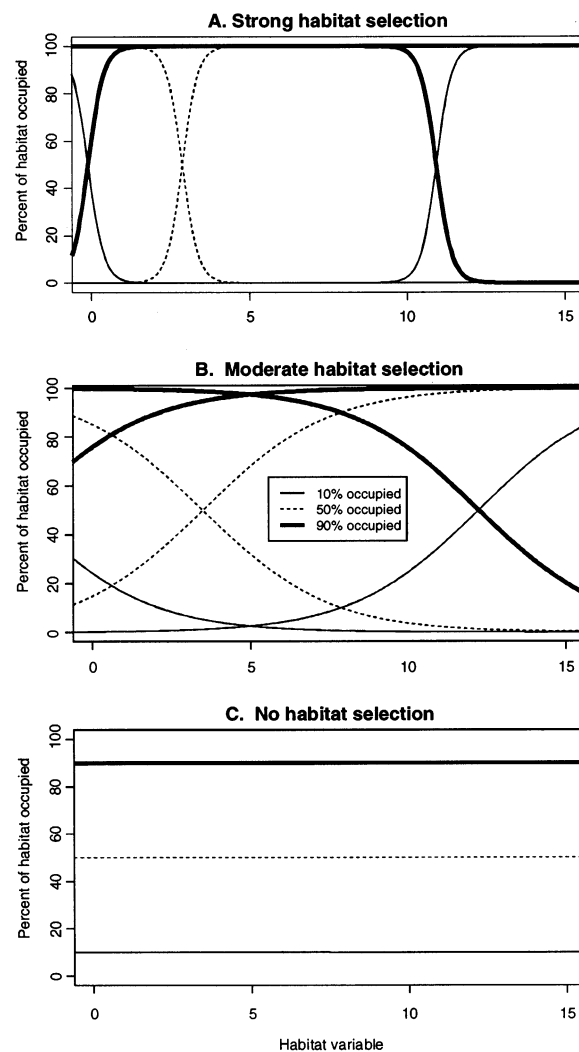 A. Strong habitat selection
Percent of habitat occupied
0 20 40 60 80 100
0 5 10 15
B. Moderate habitat selection
Percent of habitat occupied
0 20 40 60 80 100
10% occupied
50% occupied
90% occupied
0 5 10 15
C. No habitat selection
Percent of habitat occupied
0 20 40 60 80 100
0 5 10 15
Habitat variable